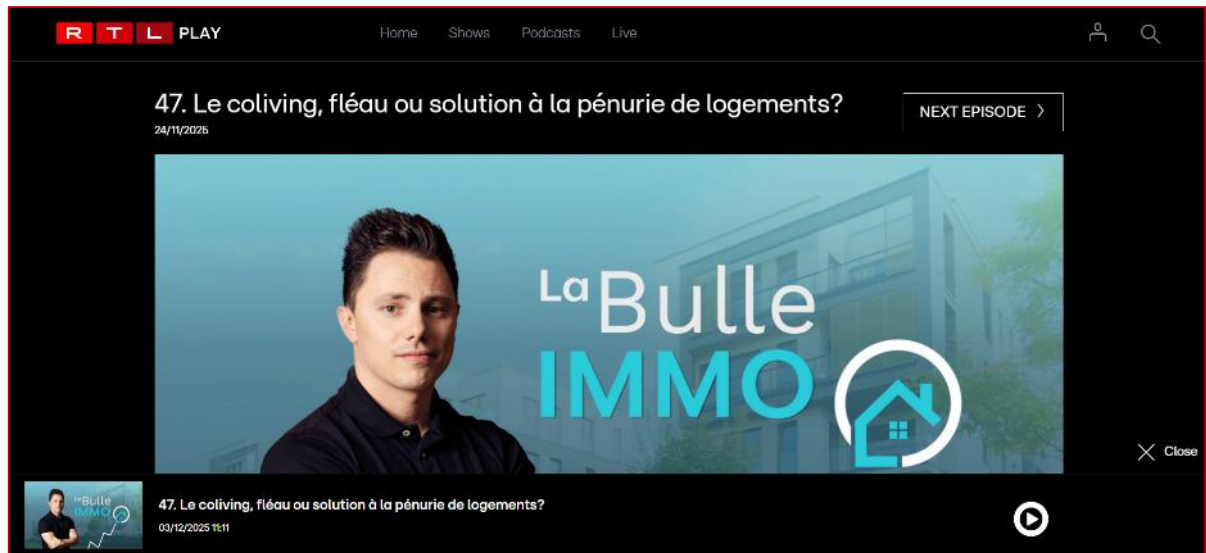 RTL PLAY
Home Shows Podcasts Live
47. Le coliving, fléau ou solution à la pénurie de logements?
24/11/2025
NEXT EPISODE
La Bulle
IMMO
Close
La Bulle
IMMO
47. Le coliving, fléau ou solution à la pénurie de logements?
03/12/2025 11:11